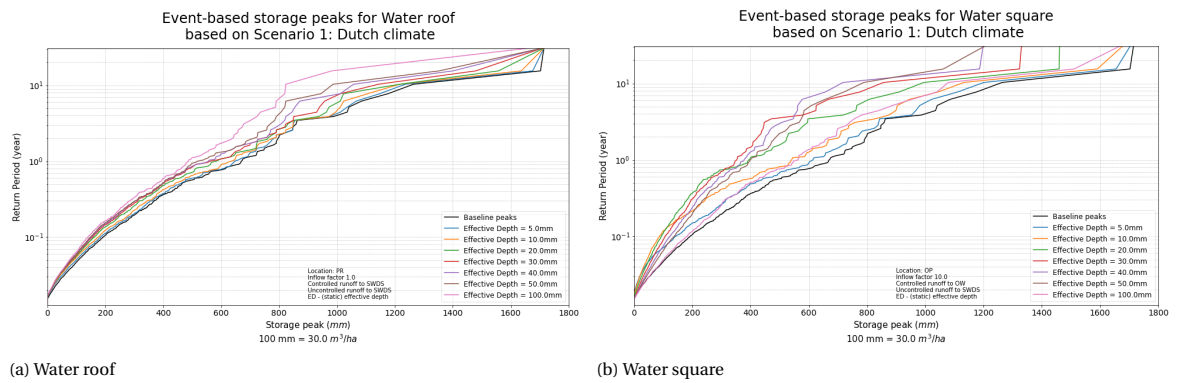 Event-based storage peaks for Water roof
based on Scenario 1: Dutch climate
Return Period (year)
10¹
10⁰
10⁻¹
Baseline peaks
Effective Depth = 5.0mm
Effective Depth = 10.0mm
Effective Depth = 20.0mm
Effective Depth = 30.0mm
Effective Depth = 40.0mm
Effective Depth = 50.0mm
Effective Depth = 100.0mm
Location: PR
Inflow factor 1.0
Controlled runoff to SWDS
Uncontrolled runoff to SWDS
ED - (static) effective depth
0 200 400 600 800 1000 1200 1400 1600 1800
Storage peak (mm)
100 mm = 30.0 m³/ha
(a) Water roof
Event-based storage peaks for Water square
based on Scenario 1: Dutch climate
Return Period (year)
10¹
10⁰
10⁻¹
Baseline peaks
Effective Depth = 5.0mm
Effective Depth = 10.0mm
Effective Depth = 20.0mm
Effective Depth = 30.0mm
Effective Depth = 40.0mm
Effective Depth = 50.0mm
Effective Depth = 100.0mm
Location: OP
Inflow factor 10.0
Controlled runoff to OW
Uncontrolled runoff to SWDS
ED - (static) effective depth
0 200 400 600 800 1000 1200 1400 1600 1800
Storage peak (mm)
100 mm = 30.0 m³/ha
(b) Water square